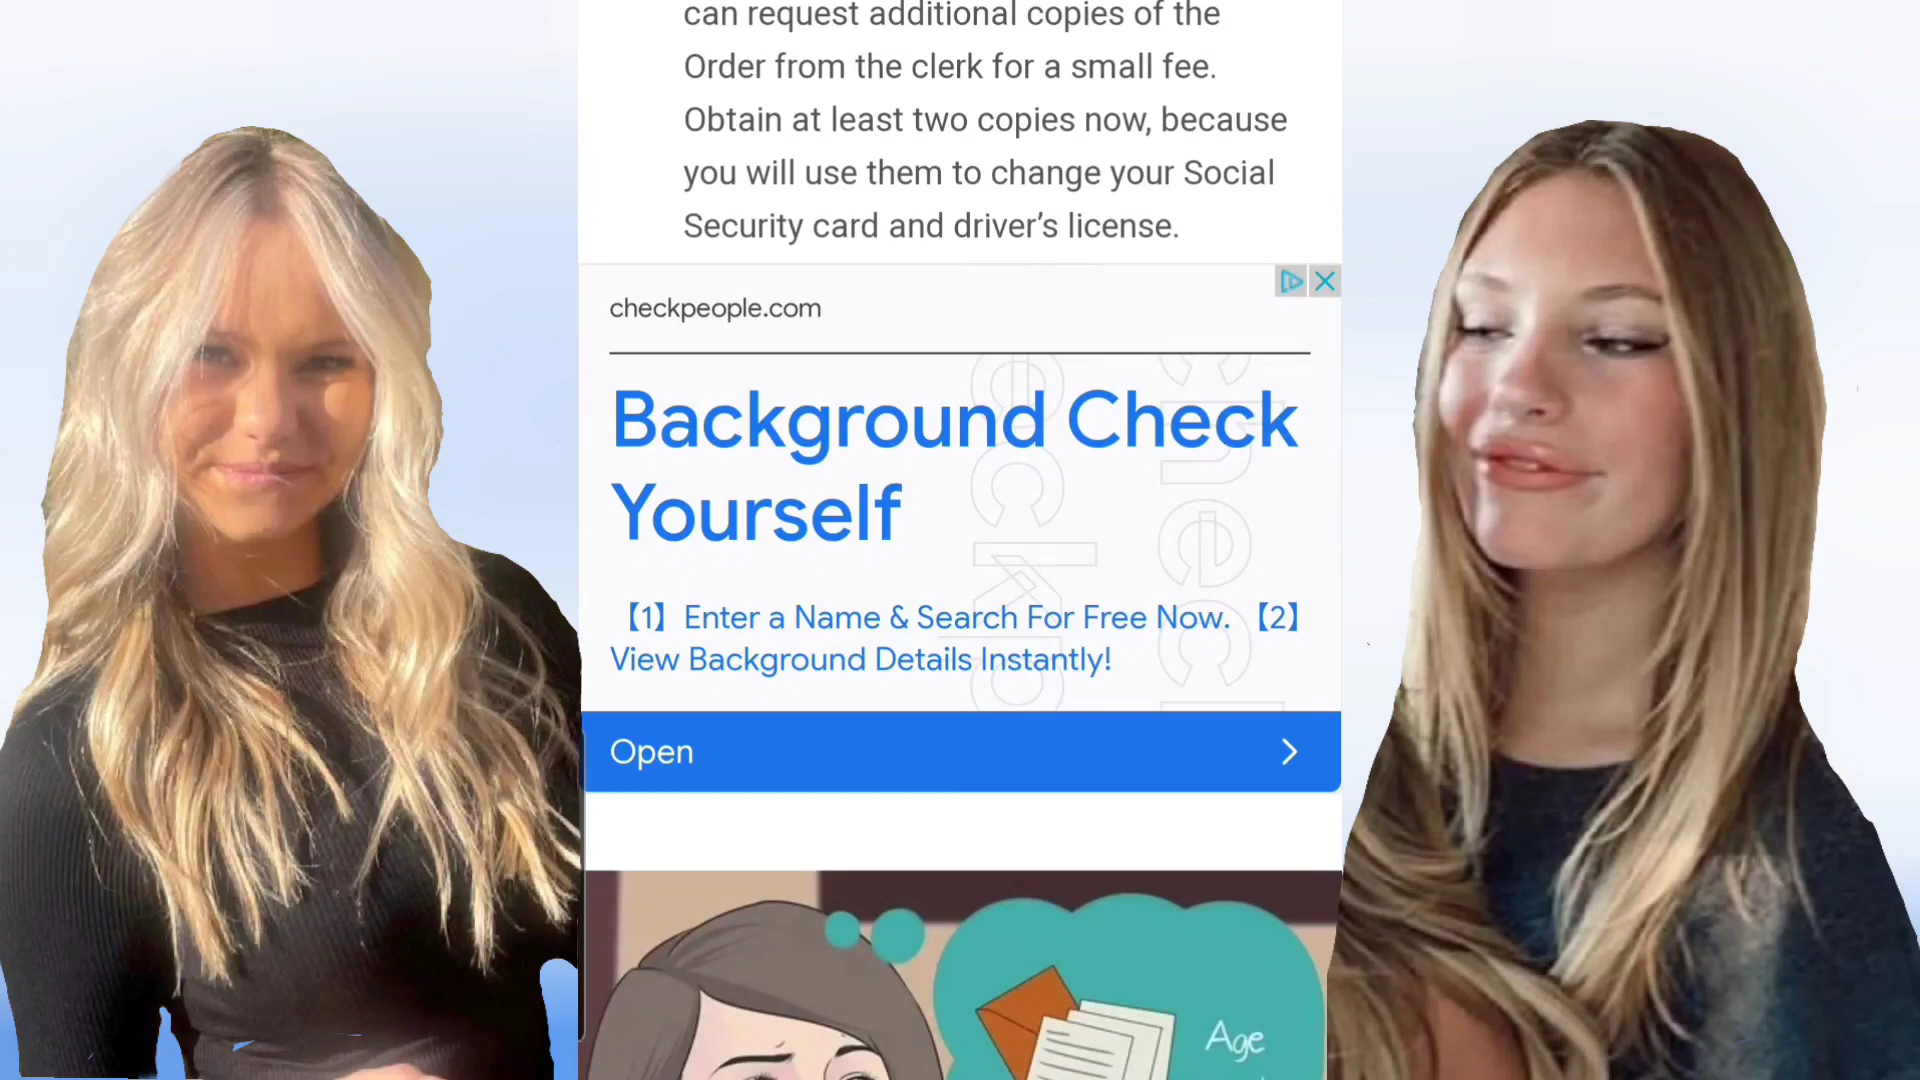 can request additional copies of the
Order from the clerk for a small fee.
Obtain at least two copies now, because
you will use them to change your Social
Security card and driver’s license.
checkpeople.com
Background Check
Yourself
【1】 Enter a Name & Search For Free Now. 【2】
View Background Details Instantly!
Open
Age